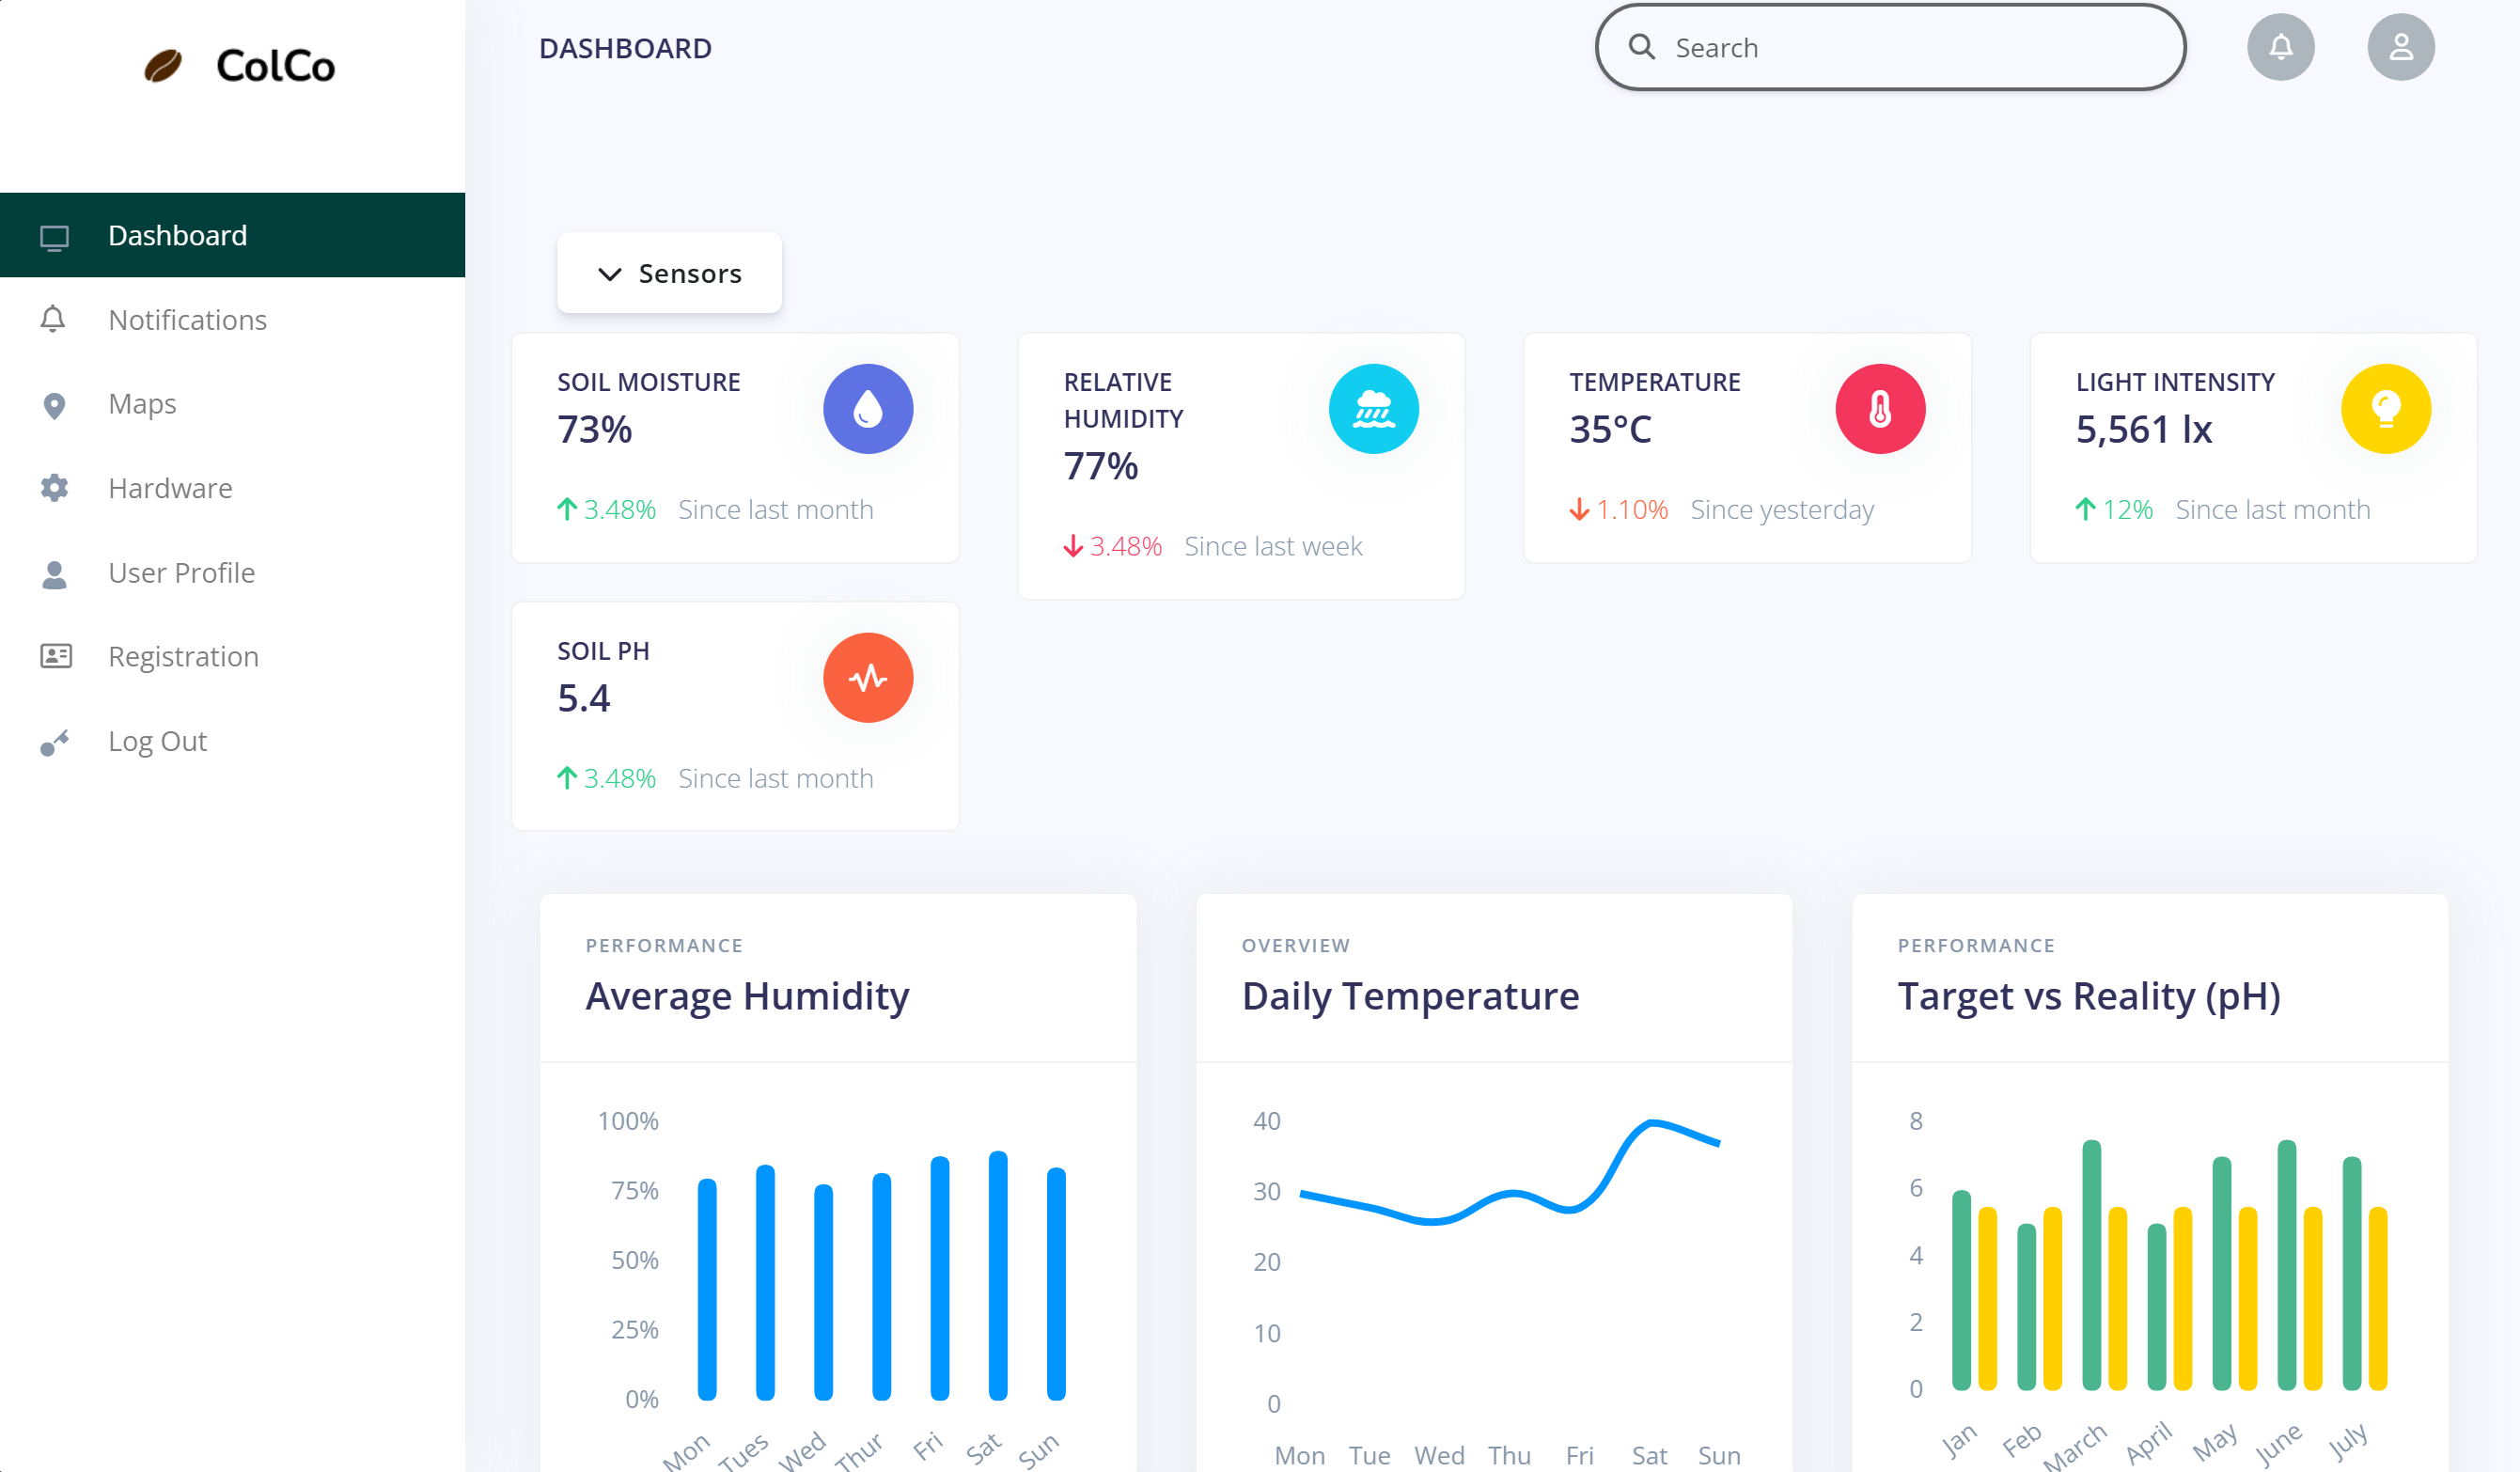 ColCo
DASHBOARD
Search
Dashboard
Notifications
Maps
Hardware
User Profile
Registration
Log Out
Sensors
SOIL MOISTURE
73%
3.48% Since last month
RELATIVE
HUMIDITY
77%
3.48% Since last week
TEMPERATURE
35°C
1.10% Since yesterday
LIGHT INTENSITY
5,561 lx
12% Since last month
SOIL PH
5.4
3.48% Since last month
PERFORMANCE
Average Humidity
100%
75%
50%
25%
0%
Mon Tues Wed Thur Fri Sat Sun
OVERVIEW
Daily Temperature
40
30
20
10
0
Mon Tue Wed Thu Fri Sat Sun
PERFORMANCE
Target vs Reality (pH)
8
6
4
2
0
Jan Feb March April May June July